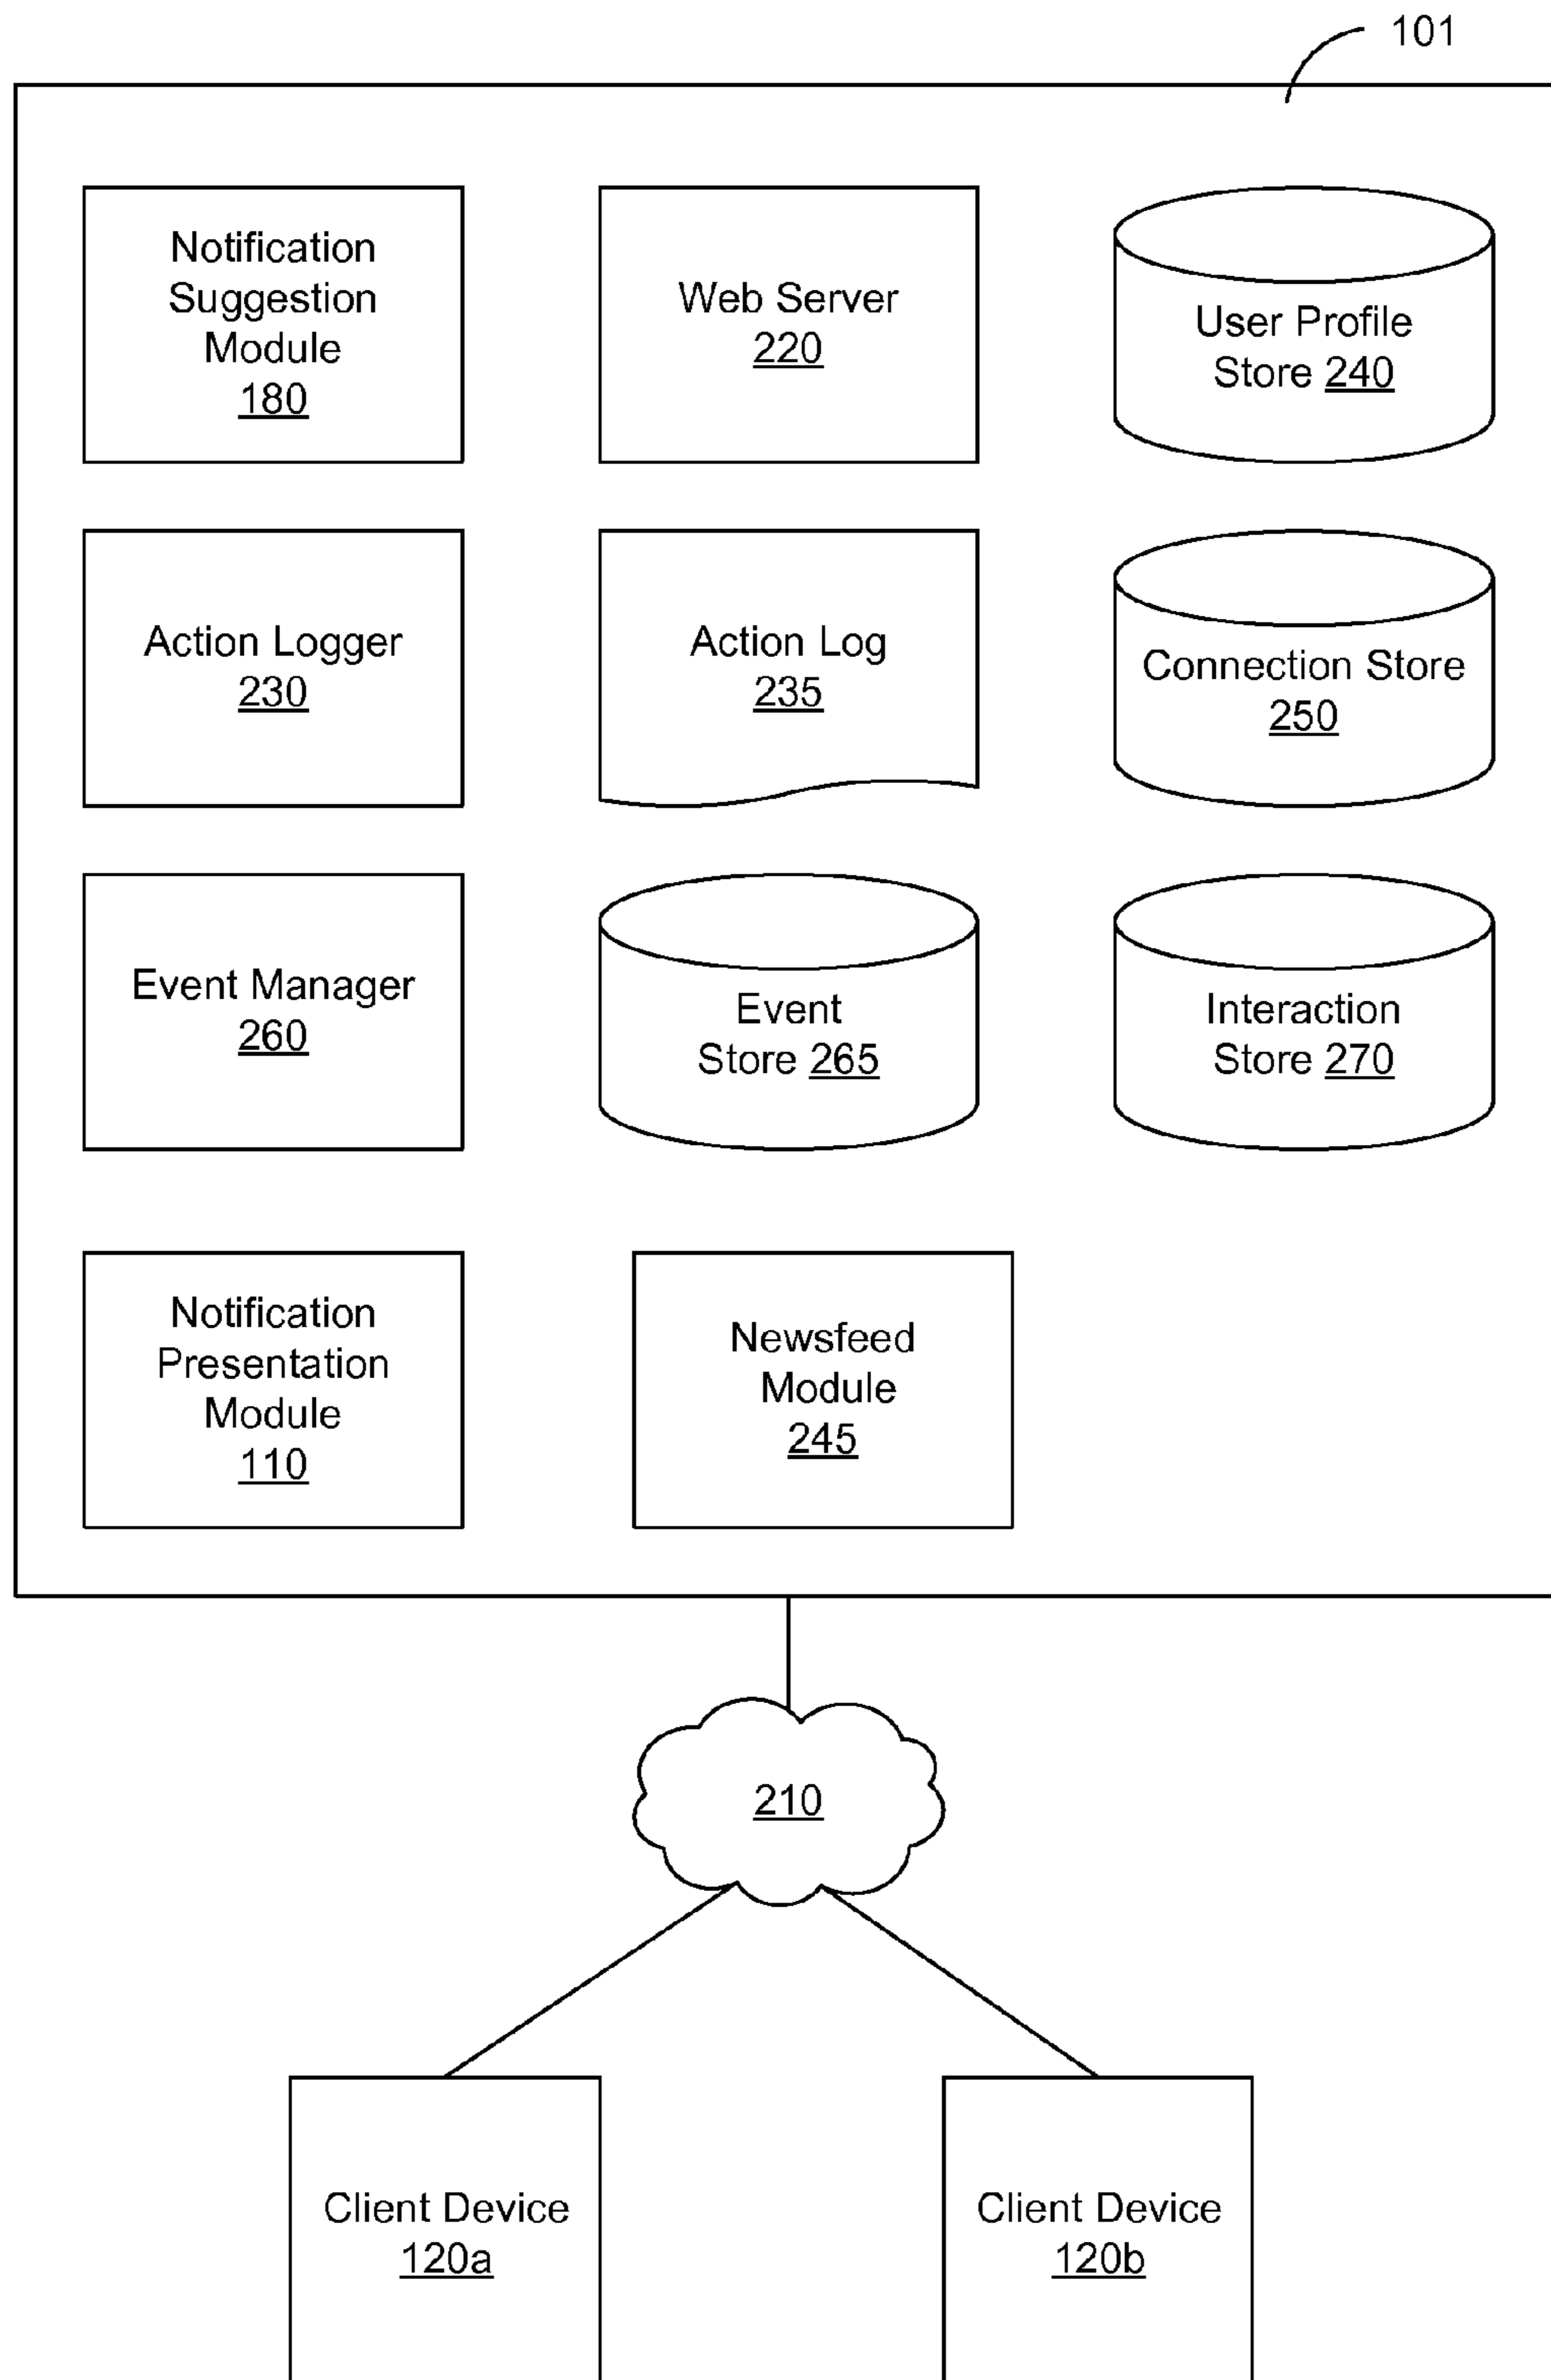 101
Notification
Suggestion
Module
180
Web Server
220
User Profile
Store 240
Action Logger
230
Action Log
235
Connection Store
250
Event Manager
260
Event
Store 265
Interaction
Store 270
Notification
Presentation
Module
110
Newsfeed
Module
245
210
Client Device
120a
Client Device
120b